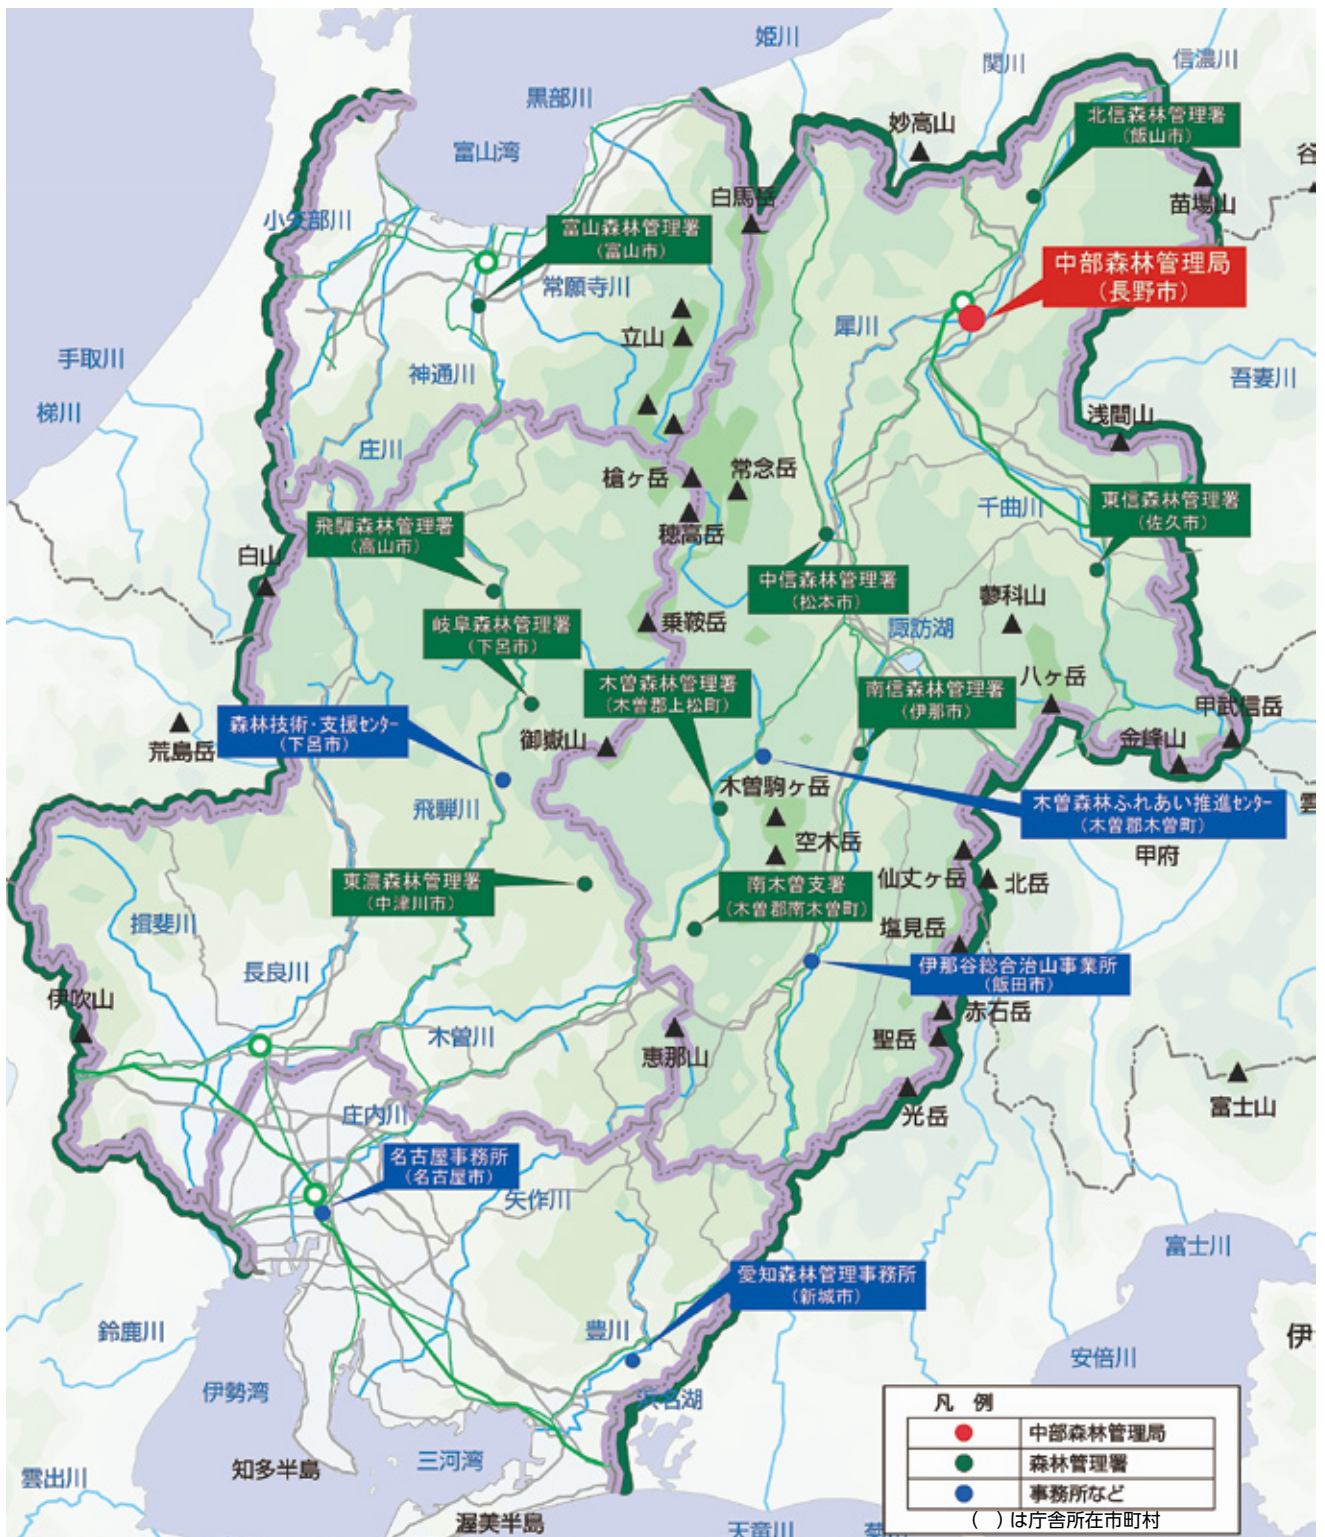 姫川
関川
信濃川
黒部川
富山湾
妙高山
北信森林管理署
(飯山市)
苗場山
白馬岳
小矢部川
富山森林管理署
(富山市)
常願寺川
中部森林管理局
(長野市)
立山
犀川
手取川
神通川
吾妻川
梯川
浅間山
庄川
槍ヶ岳
常念岳
穂高岳
千曲川
東信森林管理署
(佐久市)
飛騨森林管理署
(高山市)
白山
中信森林管理署
(松本市)
蓼科山
乗鞍岳
諏訪湖
岐阜森林管理署
(下呂市)
木曽森林管理署
(木曽郡上松町)
南信森林管理署
(伊那市)
八ヶ岳
甲武信岳
森林技術・支援センター
(下呂市)
荒島岳
御嶽山
金峰山
木曽駒ヶ岳
木曽森林ふれあい推進センター
(木曽郡木曽町)
雲
飛騨川
空木岳
甲府
東濃森林管理署
(中津川市)
南木曽支署
(木曽郡南木曽町)
仙丈ヶ岳
北岳
揖斐川
塩見岳
長良川
伊那谷総合治山事業所
(飯田市)
伊吹山
赤石岳
木曽川
恵那山
聖岳
庄内川
光岳
富士山
名古屋事務所
(名古屋市)
矢作川
富士川
愛知森林管理事務所
(新城市)
鈴鹿川
豊川
伊
安倍川
伊勢湾
浜名湖
凡 例
中部森林管理局
森林管理署
事務所など
( )は庁舎所在市町村
知多半島
三河湾
雲出川
渥美半島
天竜川